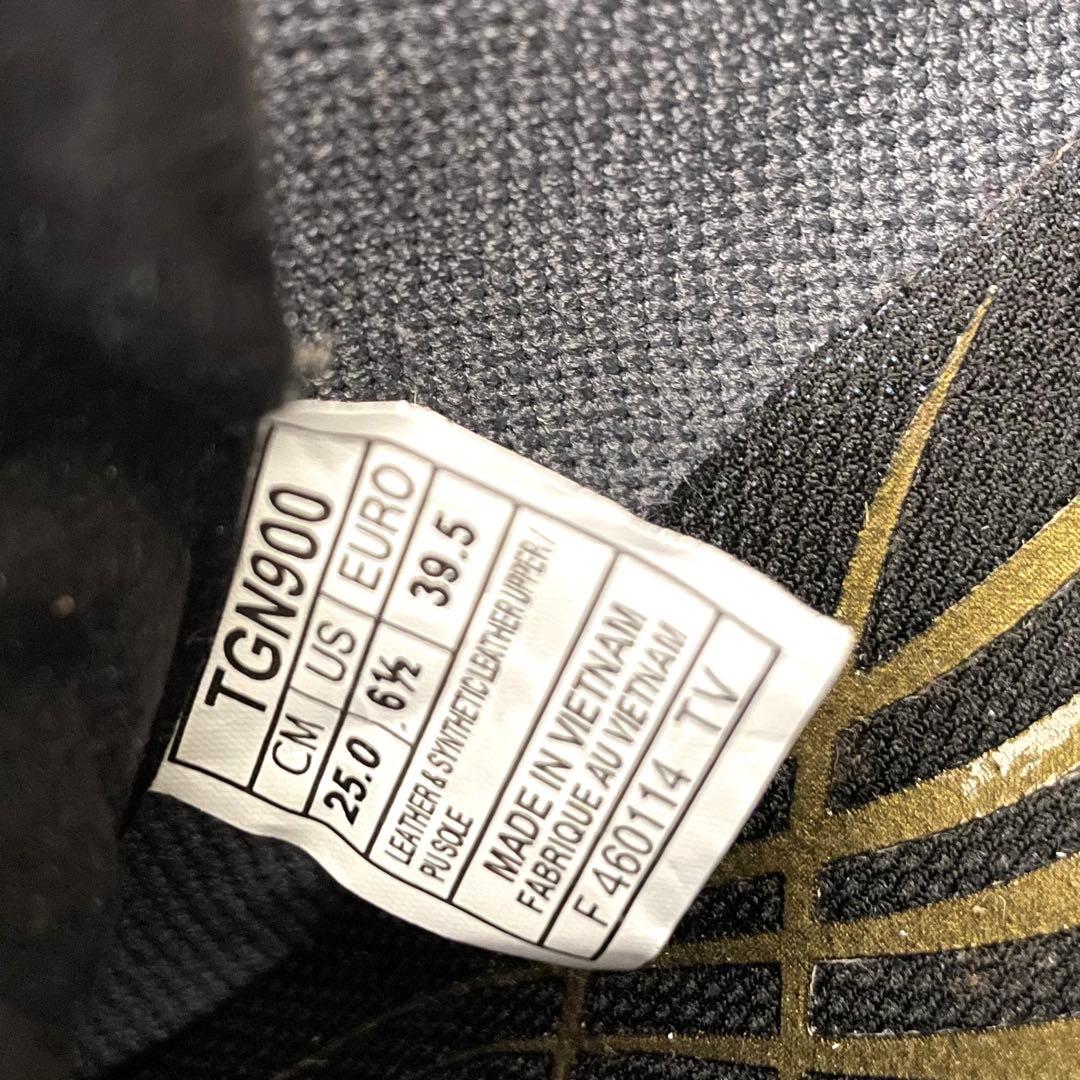 TGN900
CM US EURO
25.0 6½ 39.5
LEATHER & SYNTHETIC LEATHER UPPER /
PU SOLE
MADE IN VIETNAM
FABRIQUE AU VIETNAM
F 460114 TV